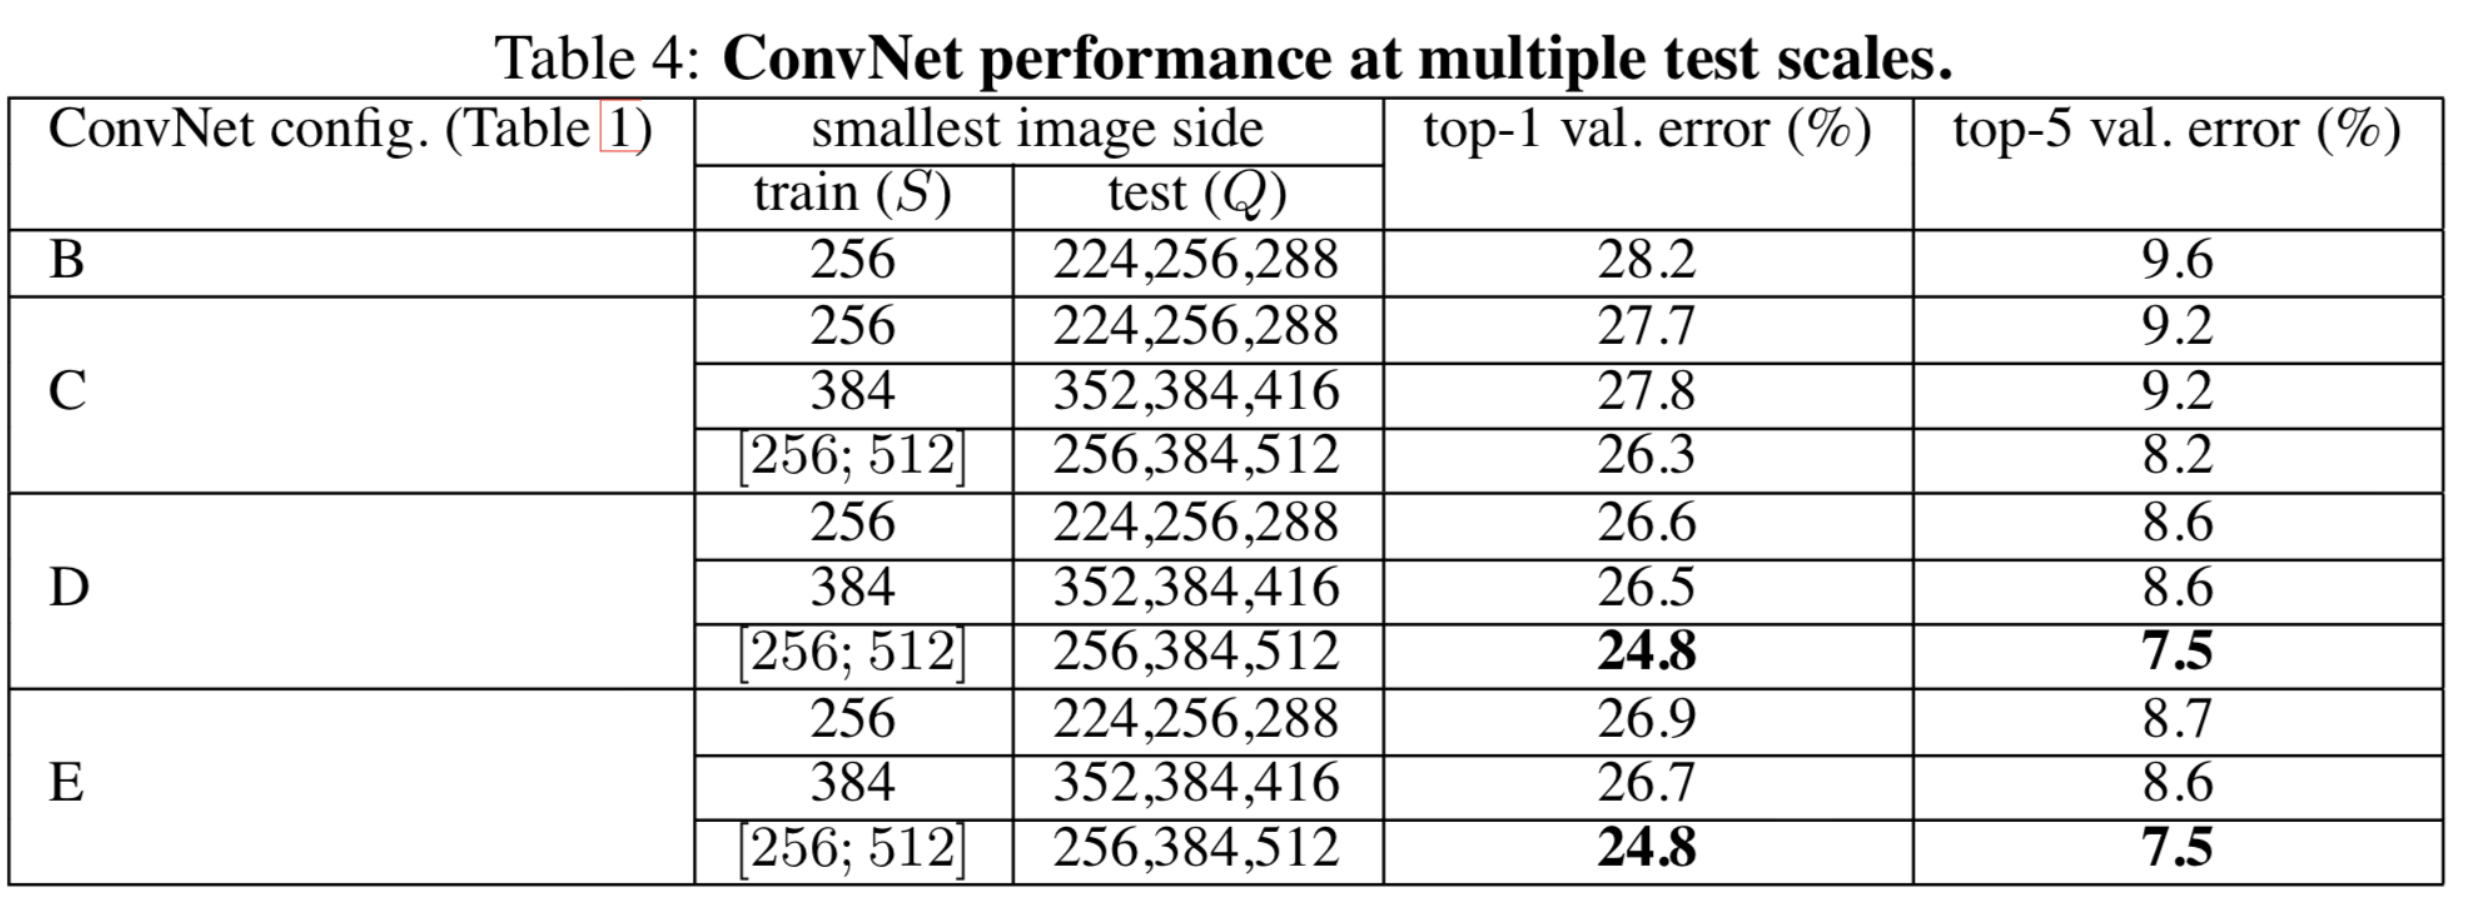 Table 4: ConvNet performance at multiple test scales.
ConvNet config. (Table 1) smallest image side top-1 val. error (%) top-5 val. error (%)
train (S) test (Q)
B 256 224,256,288 28.2 9.6
256 224,256,288 27.7 9.2
C 384 352,384,416 27.8 9.2
[256; 512] 256,384,512 26.3 8.2
256 224,256,288 26.6 8.6
D 384 352,384,416 26.5 8.6
[256; 512] 256,384,512 24.8 7.5
256 224,256,288 26.9 8.7
E 384 352,384,416 26.7 8.6
[256; 512] 256,384,512 24.8 7.5